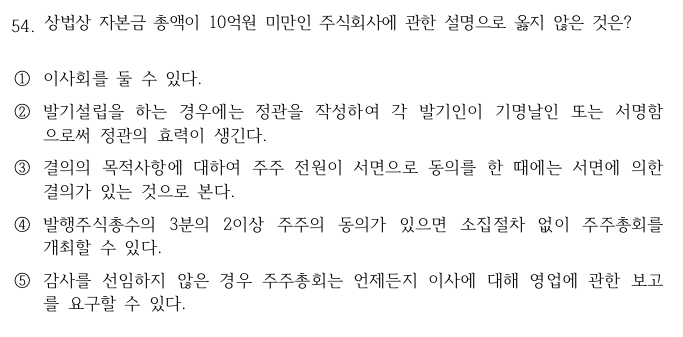 54. 상법상 자본금 총액이 10억원 미만인 주식회사에 관한 설명으로 옳지 않은 것은?
① 이사회를 둘 수 있다.
② 발기설립을 하는 경우에는 정관을 작성하여 각 발기인이 기명날인 또는 서명함
으로써 정관의 효력이 생긴다.
③ 결의의 목적사항에 대하여 주주 전원이 서면으로 동의를 한 때에는 서면에 의한
결의가 있는 것으로 본다.
④ 발행주식총수의 3분의 2이상 주주의 동의가 있으면 소집절차 없이 주주총회를
개최할 수 있다.
⑤ 감사를 선임하지 않은 경우 주주총회는 언제든지 이사에 대해 영업에 관한 보고
를 요구할 수 있다.